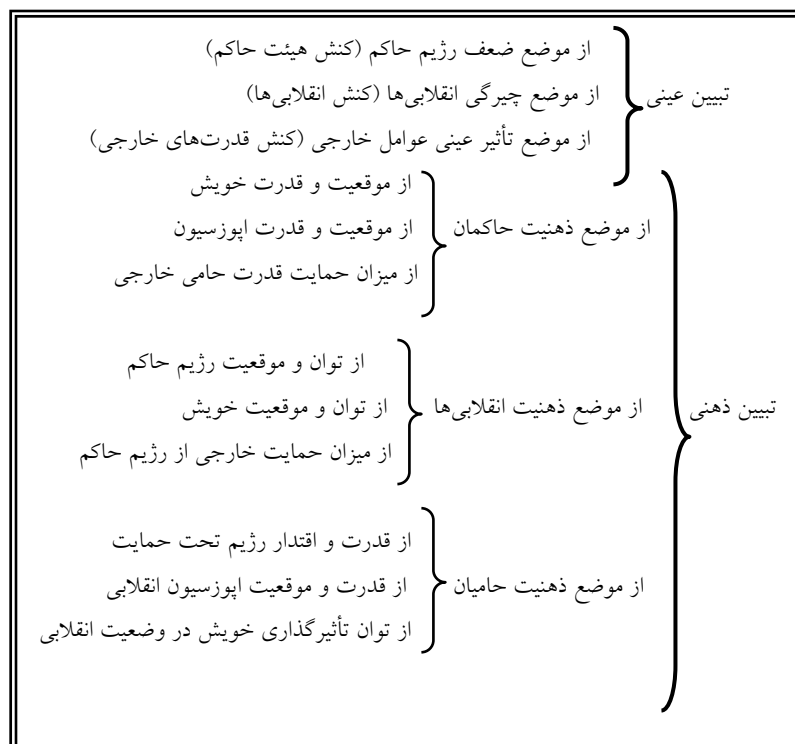 از موضع ضعف رژیم حاکم (کنش هیئت حاکم)
تبیین عینی
از موضع چیرگی انقلابی‌ها (کنش انقلابی‌ها)
از موضع تأثیر عینی عوامل خارجی (کنش قدرت‌های خارجی)
از موقعیت و قدرت خویش
از موضع ذهنیت حاکمان
از موقعیت و قدرت اپوزسیون
از میزان حمایت قدرت حامی خارجی
از توان و موقعیت رژیم حاکم
تبیین ذهنی
از موضع ذهنیت انقلابی‌ها
از توان و موقعیت خویش
از میزان حمایت خارجی از رژیم حاکم
از قدرت و اقتدار رژیم تحت حمایت
از موضع ذهنیت حامیان
از قدرت و موقعیت اپوزسیون انقلابی
از توان تأثیرگذاری خویش در وضعیت انقلابی